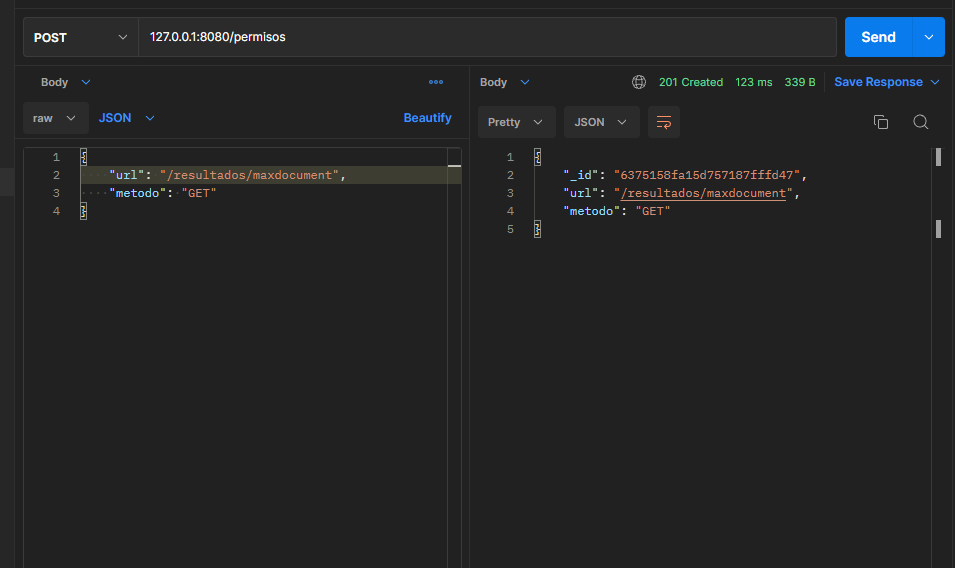 POST 127.0.0.1:8080/permisos Send
Body
raw JSON Beautify
1 {
2 "url": "/resultados/maxdocument",
3 "metodo": "GET"
4 }
Body 201 Created 123 ms 339 B Save Response
Pretty JSON
1 {
2 "_id": "6375158fa15d757187fffd47",
3 "url": "/resultados/maxdocument",
4 "metodo": "GET"
5 }